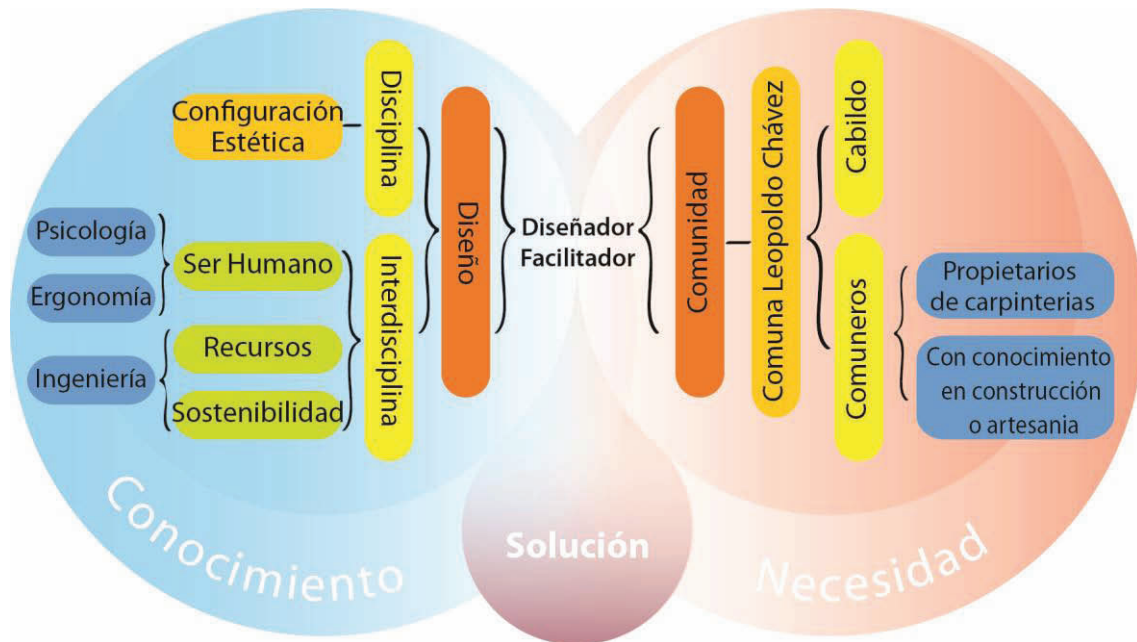 Configuración
Estética
Disciplina
Psicología
Ergonomía
Ser Humano
Ingeniería
Recursos
Sostenibilidad
Interdisciplina
Diseño
Diseñador
Facilitador
Comunidad
Comuna Leopoldo Chávez
Cabildo
Comuneros
Propietarios
de carpinterias
Con conocimiento
en construcción
o artesania
Conocimiento
Solución
Necesidad